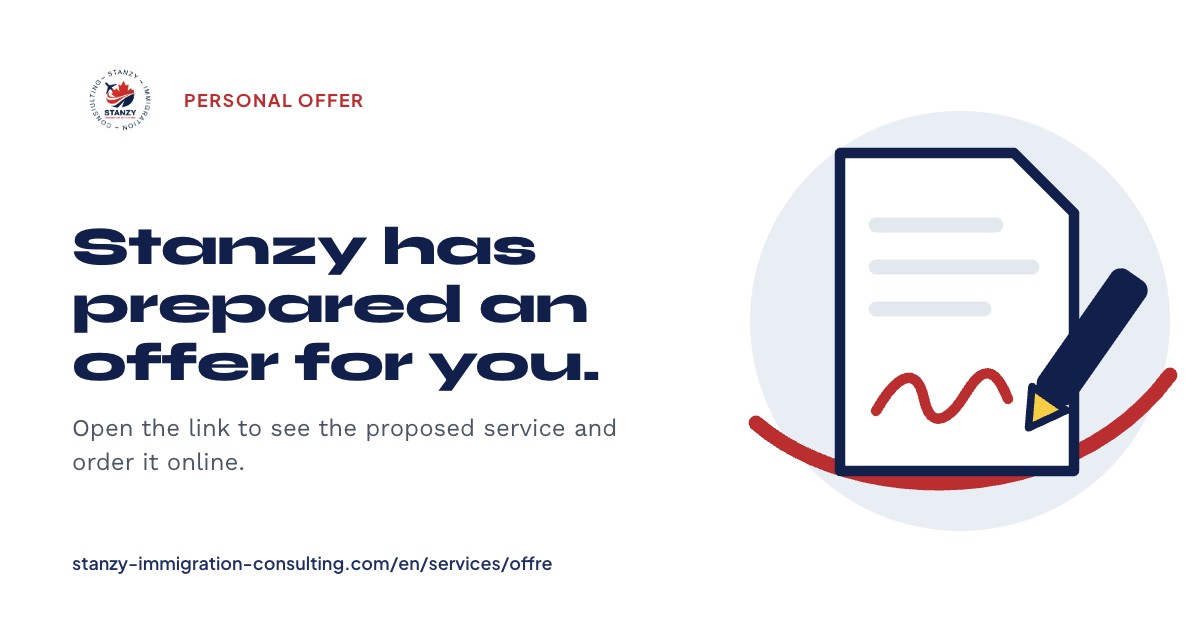 STANZY – IMMIGRATION – CONSULTING –
STANZY
PERSONAL OFFER
Stanzy has
prepared an
offer for you.
Open the link to see the proposed service and
order it online.
stanzy-immigration-consulting.com/en/services/offre